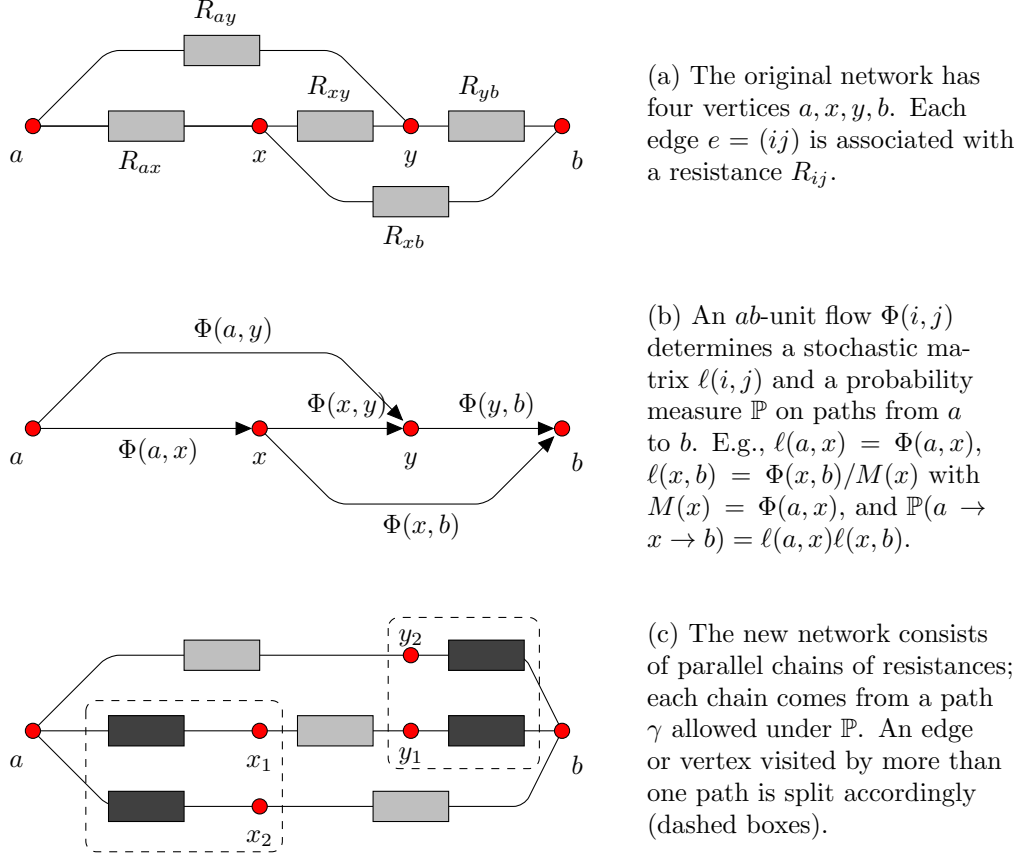 R_{ay}
R_{xy}
R_{yb}
a
R_{ax}
x
y
b
R_{xb}
(a) The original network has
four vertices a, x, y, b. Each
edge e = (ij) is associated with
a resistance R_{ij}.
Φ(a, y)
Φ(x, y)
Φ(y, b)
a
Φ(a, x)
x
y
b
Φ(x, b)
(b) An ab-unit flow Φ(i, j)
determines a stochastic ma-
trix ℓ(i, j) and a probability
measure ℙ on paths from a
to b. E.g., ℓ(a, x) = Φ(a, x),
ℓ(x, b) = Φ(x, b)/M(x) with
M(x) = Φ(a, x), and ℙ(a →
x → b) = ℓ(a, x)ℓ(x, b).
y_2
a
x_1
y_1
b
x_2
(c) The new network consists
of parallel chains of resistances;
each chain comes from a path
γ allowed under ℙ. An edge
or vertex visited by more than
one path is split accordingly
(dashed boxes).